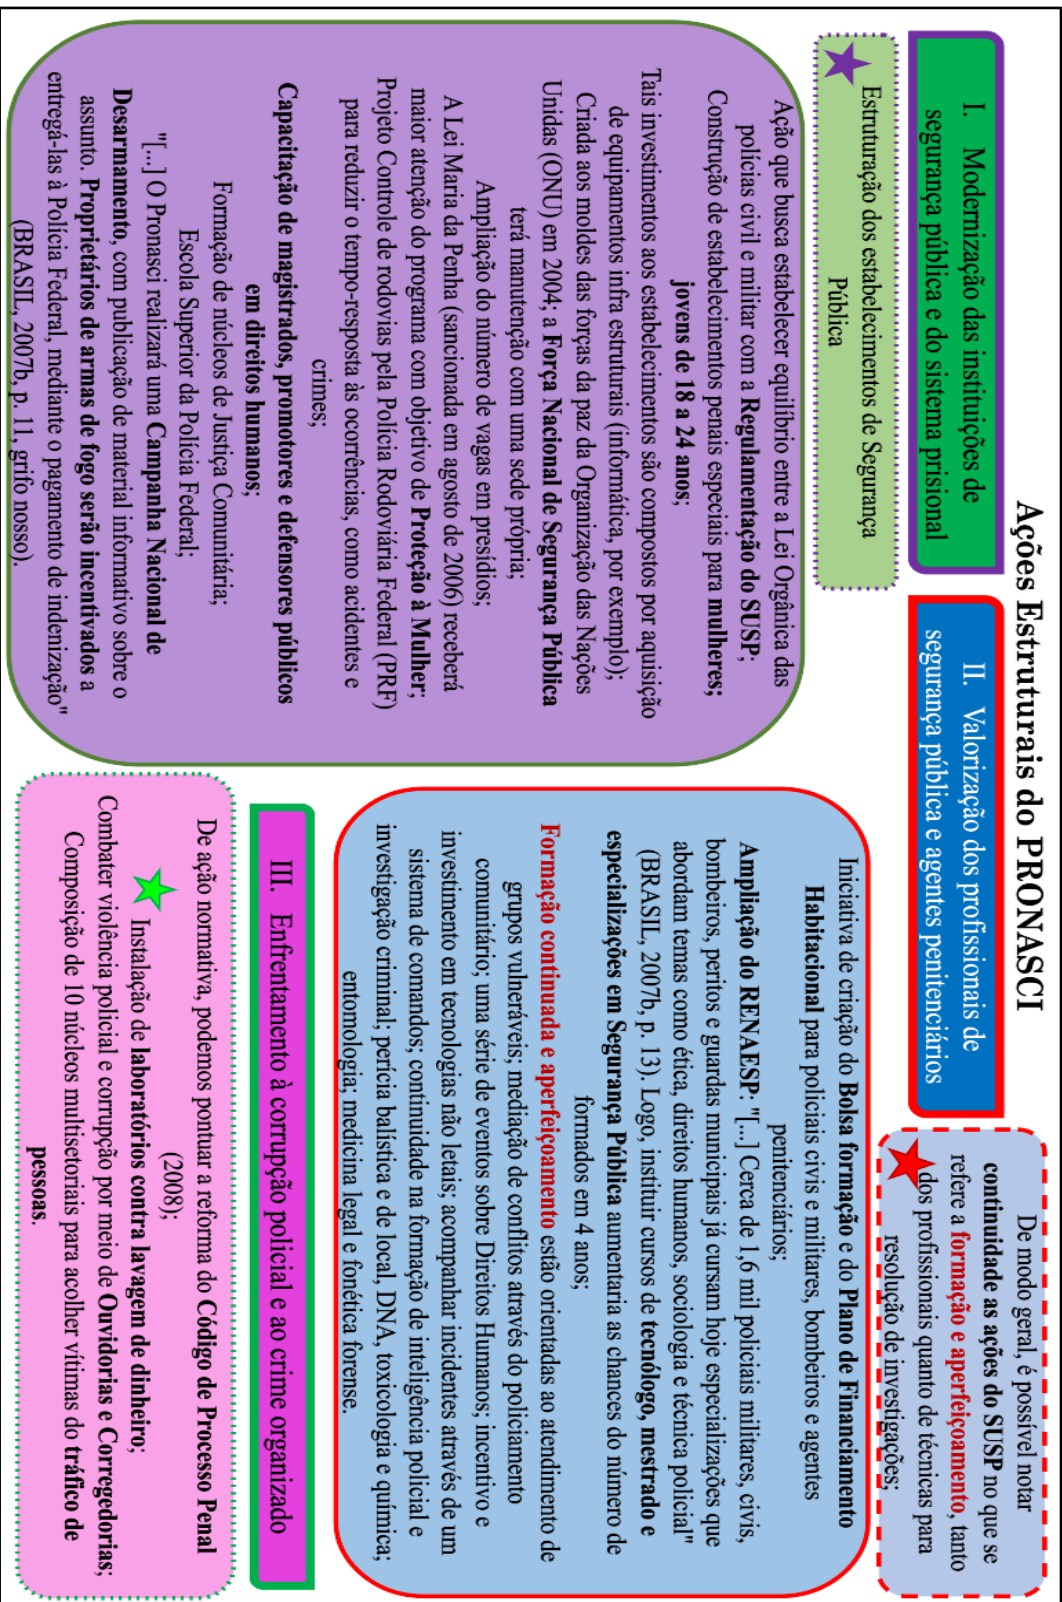 Ações Estruturais do PRONASCI
I. Modernização das instituições de
segurança pública e do sistema prisional
Estruturação dos estabelecimentos de Segurança
Pública
Ação que busca estabelecer equilíbrio entre a Lei Orgânica das
polícias civil e militar com a Regulamentação do SUSP;
Construção de estabelecimentos penais especiais para mulheres;
jovens de 18 a 24 anos;
Tais investimentos aos estabelecimentos são compostos por aquisição
de equipamentos infra estruturais (informática, por exemplo);
Criada aos moldes das forças da paz da Organização das Nações
Unidas (ONU) em 2004; a Força Nacional de Segurança Pública
terá manutenção com uma sede própria;
Ampliação do número de vagas em presídios;
A Lei Maria da Penha (sancionada em agosto de 2006) receberá
maior atenção do programa com objetivo de Proteção à Mulher;
Projeto Controle de rodovias pela Polícia Rodoviária Federal (PRF)
para reduzir o tempo-resposta às ocorrências, como acidentes e
crimes;
Capacitação de magistrados, promotores e defensores públicos
em direitos humanos;
Formação de núcleos de Justiça Comunitária;
Escola Superior da Polícia Federal;
"[...] O Pronasci realizará uma Campanha Nacional de
Desarmamento, com publicação de material informativo sobre o
assunto. Proprietários de armas de fogo serão incentivados a
entregá-las à Polícia Federal, mediante o pagamento de indenização"
(BRASIL, 2007b, p. 11, grifo nosso).
II. Valorização dos profissionais de
segurança pública e agentes penitenciários
De modo geral, é possível notar
continuidade as ações do SUSP no que se
refere a formação e aperfeiçoamento, tanto
dos profissionais quanto de técnicas para
resolução de investigações;
Iniciativa de criação do Bolsa formação e do Plano de Financiamento
Habitacional para policiais civis e militares, bombeiros e agentes
penitenciários;
Ampliação do RENAESP: "[...] Cerca de 1,6 mil policiais militares, civis,
bombeiros, peritos e guardas municipais já cursam hoje especializações que
abordam temas como ética, direitos humanos, sociologia e técnica policial"
(BRASIL, 2007b, p. 13). Logo, instituir cursos de tecnólogo, mestrado e
especializações em Segurança Pública aumentaria as chances do número de
formados em 4 anos;
Formação continuada e aperfeiçoamento estão orientadas ao atendimento de
grupos vulneráveis; mediação de conflitos através do policiamento
comunitário; uma série de eventos sobre Direitos Humanos; incentivo e
investimento em tecnologias não letais; acompanhar incidentes através de um
sistema de comandos; continuidade na formação de inteligência policial e
investigação criminal; perícia balística e de local, DNA, toxicologia e química;
entomologia; medicina legal e fonética forense.
III. Enfrentamento à corrupção policial e ao crime organizado
De ação normativa, podemos pontuar a reforma do Código de Processo Penal
(2008);
Instalação de laboratórios contra lavagem de dinheiro;
Combater violência policial e corrupção por meio de Ouvidorias e Corregedorias;
Composição de 10 núcleos multisetoriais para acolher vítimas do tráfico de
pessoas.